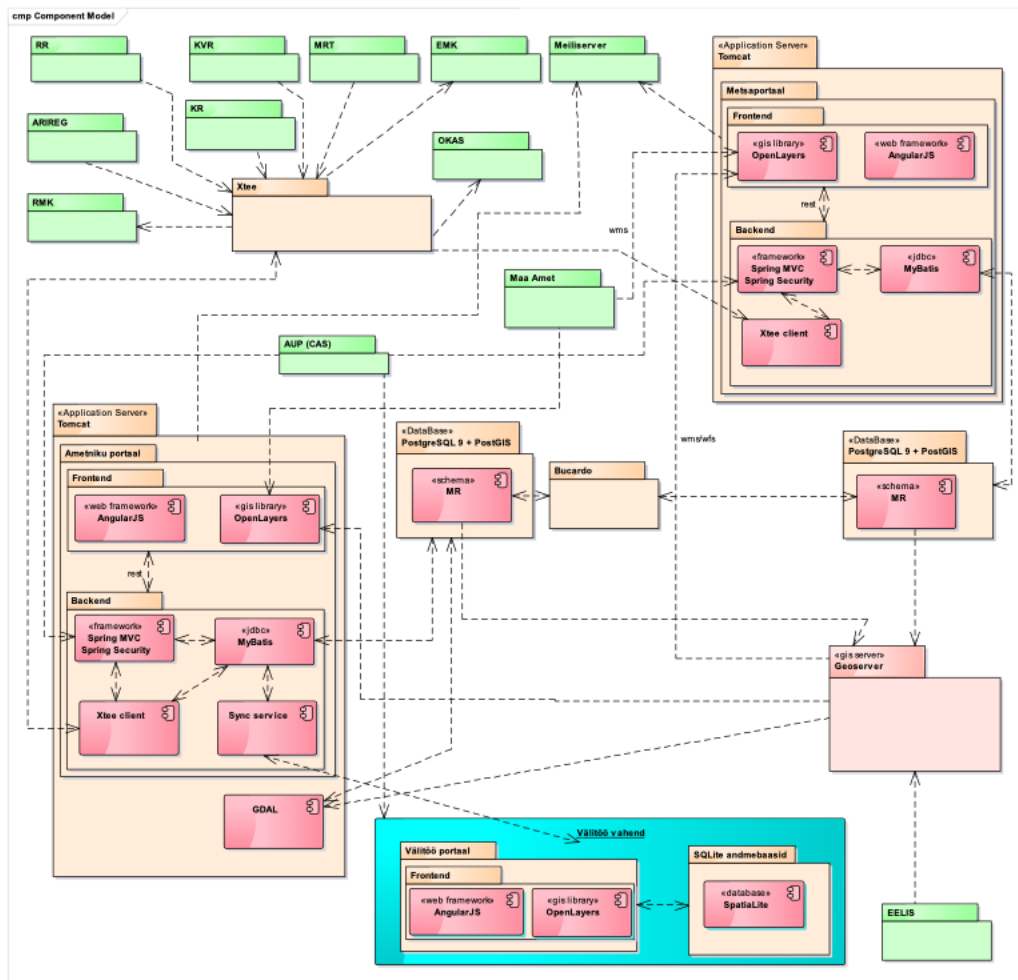 cmp Component Model
RR
KVR
MRT
EMK
Meiliserver
«Application Server»
Tomcat
Metsaportaal
KR
ARIREG
OKAS
Frontend
«gis library»
OpenLayers
«web framework»
AngularJS
Xtee
RMK
rest
wms
Backend
«framework»
Spring MVC
Spring Security
«jdbc»
MyBatis
Maa Amet
Xtee client
AUP (CAS)
«Application Server»
Tomcat
«DataBase»
PostgreSQL 9 + PostGIS
wms/wfs
«DataBase»
PostgreSQL 9 + PostGIS
Ametniku portaal
Frontend
«web framework»
AngularJS
«gis library»
OpenLayers
«schema»
MR
Bucardo
«schema»
MR
rest
Backend
«framework»
Spring MVC
Spring Security
«jdbc»
MyBatis
«gis server»
Geoserver
Xtee client
Sync service
GDAL
Välitöö vahend
Välitöö portaal
Frontend
«web framework»
AngularJS
«gis library»
OpenLayers
SQLite andmebaasid
«database»
SpatiaLite
EELIS